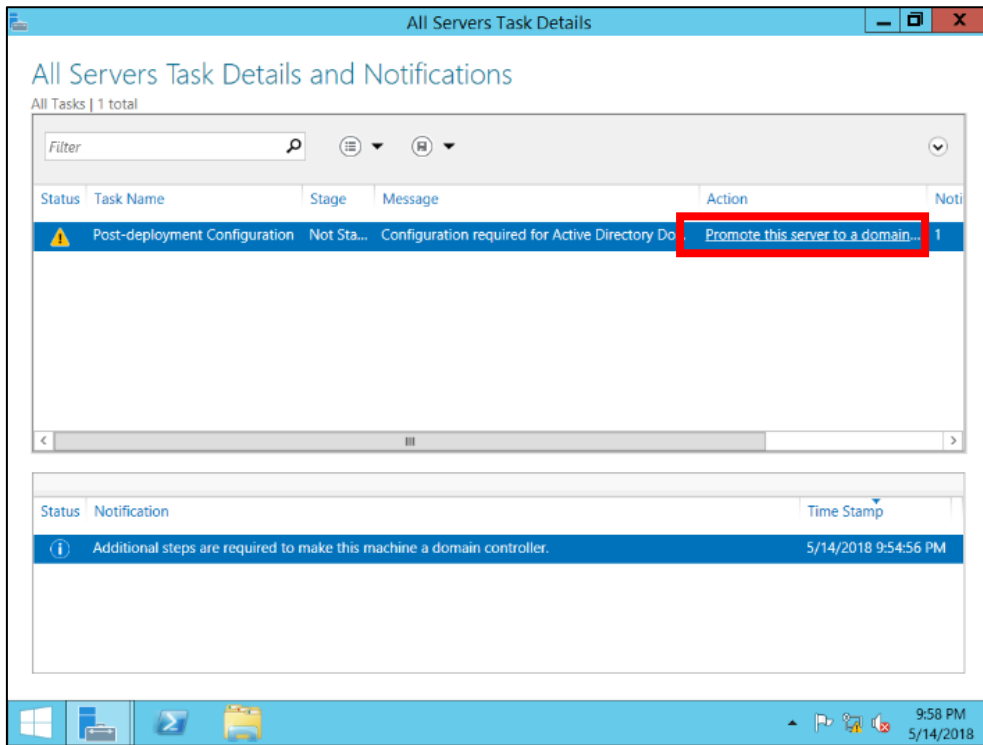 All Servers Task Details
All Servers Task Details and Notifications
All Tasks | 1 total
Filter
Status Task Name Stage Message Action Noti
Post-deployment Configuration Not Sta... Configuration required for Active Directory Do... Promote this server to a domain... 1
Status Notification Time Stamp
Additional steps are required to make this machine a domain controller. 5/14/2018 9:54:56 PM
9:58 PM
5/14/2018